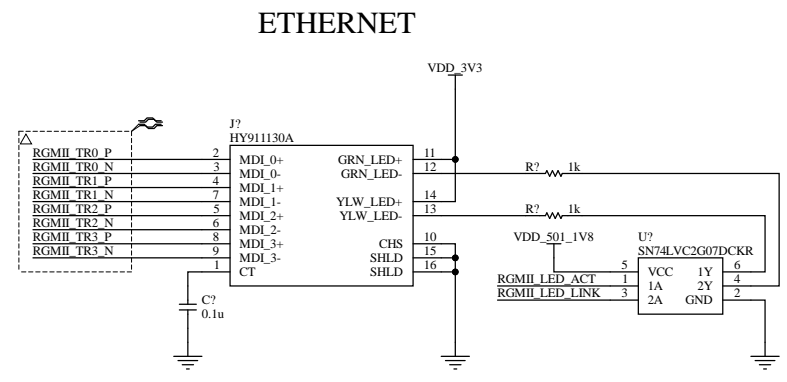 ETHERNET
VDD_3V3
J?
HY911130A
RGMII_TR0_P 2 MDI_0+ GRN_LED+ 11
RGMII_TR0_N 3 MDI_0- GRN_LED- 12 R? 1k
RGMII_TR1_P 4 MDI_1+
RGMII_TR1_N 7 MDI_1- YLW_LED+ 14
RGMII_TR2_P 5 MDI_2+ YLW_LED- 13 R? 1k
RGMII_TR2_N 6 MDI_2-
RGMII_TR3_P 8 MDI_3+ CHS 10
RGMII_TR3_N 9 MDI_3- SHLD 15
1 CT SHLD 16
VDD_501_1V8 U?
SN74LVC2G07DCKR
5 VCC 1Y 6
RGMII_LED_ACT 1 1A 2Y 4
RGMII_LED_LINK 3 2A GND 2
C?
0.1u